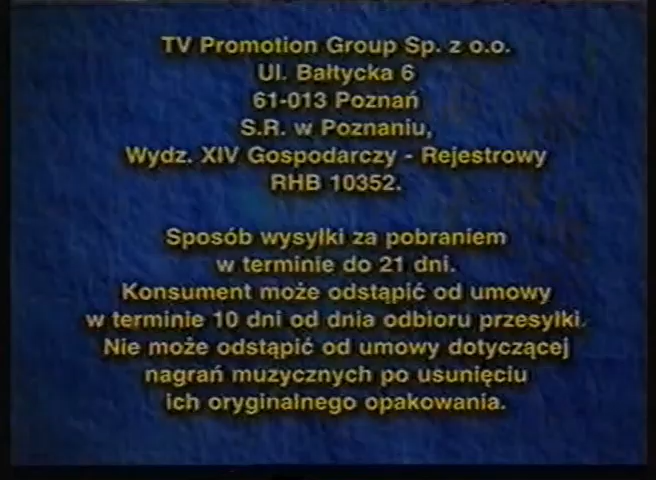 TV Promotion Group Sp. z o.o.
Ul. Bałtycka 6
61-013 Poznań
S.R. w Poznaniu,
Wydz. XIV Gospodarczy - Rejestrowy
RHB 10352.
Sposób wysyłki za pobraniem
w terminie do 21 dni.
Konsument może odstąpić od umowy
w terminie 10 dni od dnia odbioru przesyłki.
Nie może odstąpić od umowy dotyczącej
nagrań muzycznych po usunięciu
ich oryginalnego opakowania.